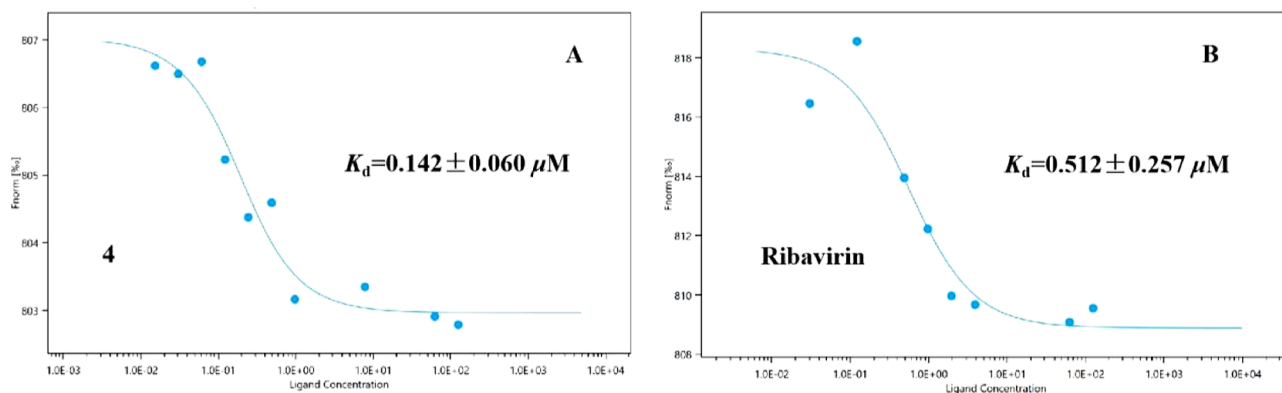 A
807
806
805
804
803
Fnorm [‰]
K_d=0.142±0.060 μM
4
1.0E-03 1.0E-02 1.0E-01 1.0E+00 1.0E+01 1.0E+02 1.0E+03 1.0E+04
Ligand Concentration
B
818
816
814
812
810
808
Fnorm [‰]
K_d=0.512±0.257 μM
Ribavirin
1.0E-02 1.0E-01 1.0E+00 1.0E+01 1.0E+02 1.0E+03 1.0E+04
Ligand Concentration